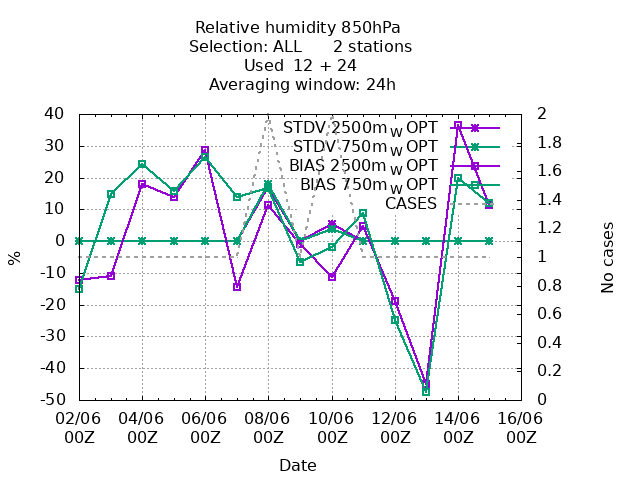 Relative humidity 850hPa
Selection: ALL 2 stations
Used 12 + 24
Averaging window: 24h
STDV 2500m_w OPT
STDV 750m_w OPT
BIAS 2500m_w OPT
BIAS 750m_w OPT
CASES
40
30
20
10
0
-10
-20
-30
-40
-50
%
2
1.8
1.6
1.4
1.2
1
0.8
0.6
0.4
0.2
0
No cases
02/06 04/06 06/06 08/06 10/06 12/06 14/06 16/06
00Z 00Z 00Z 00Z 00Z 00Z 00Z 00Z
Date